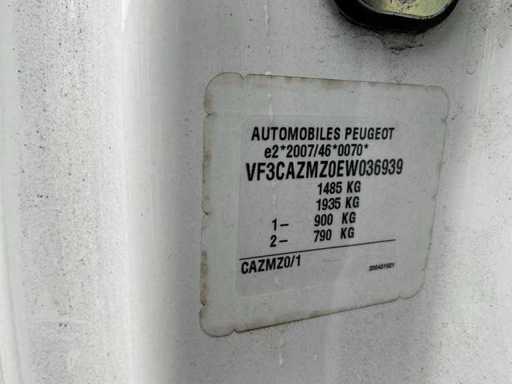 AUTOMOBILES PEUGEOT
e2*2007/46*0070*
VF3CAZMZ0EW036939
1485 KG
1935 KG
1– 900 KG
2– 790 KG
CAZMZ0/1